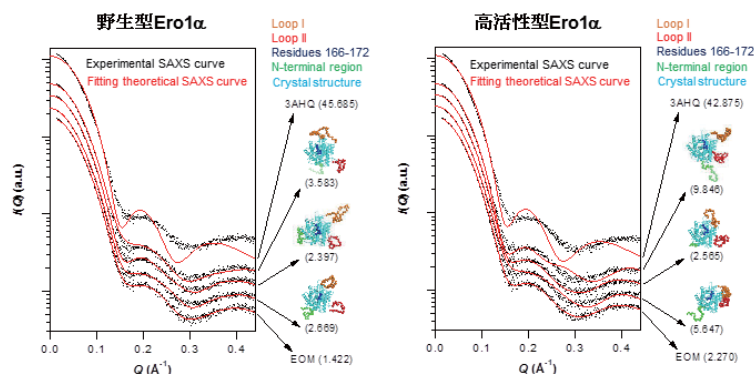 野生型Ero1α
Loop I
Loop II
Residues 166-172
N-terminal region
Crystal structure
Experimental SAXS curve
Fitting theoretical SAXS curve
3AHQ (45.685)
(3.583)
(2.397)
(2.669)
EOM (1.422)
I(Q) (a.u.)
0.0 0.1 0.2 0.3 0.4
Q (A⁻¹)
高活性型Ero1α
Loop I
Loop II
Residues 166-172
N-terminal region
Crystal structure
Experimental SAXS curve
Fitting theoretical SAXS curve
3AHQ (42.875)
(9.846)
(2.565)
(5.647)
EOM (2.270)
I(Q) (a.u.)
0.0 0.1 0.2 0.3 0.4
Q (A⁻¹)